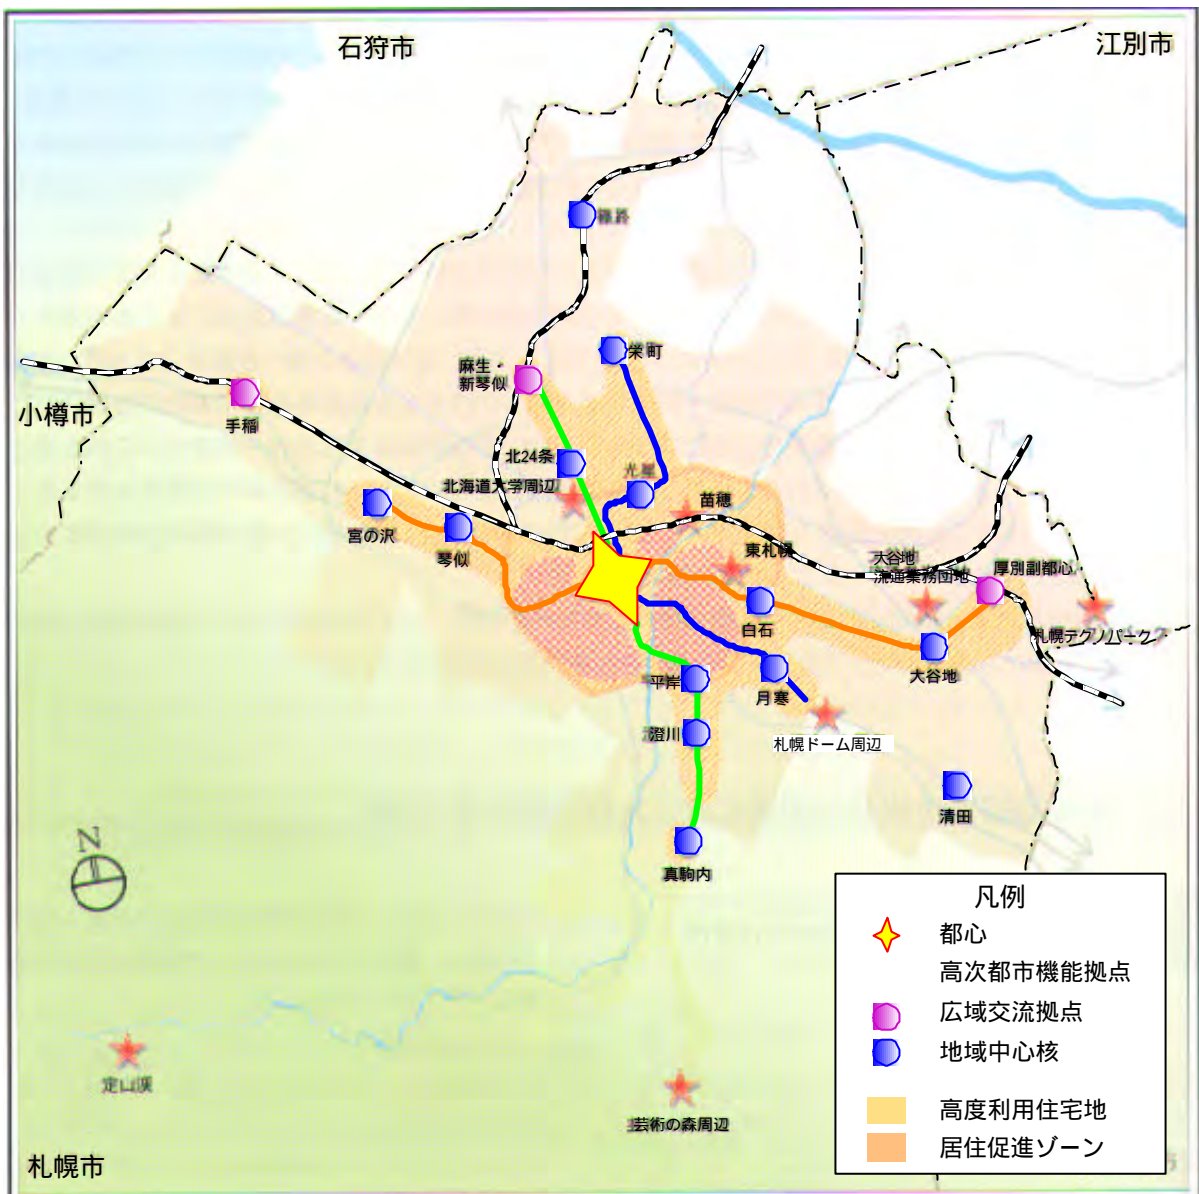 石狩市
江別市
篠路
栄町
麻生・
新琴似
小樽市
手稲
北24条
光星
北海道大学周辺
苗穂
宮の沢
琴似
東札幌
大谷地
流通業務団地
厚別副都心
白石
札幌テクノパーク
大谷地
平岸
月寒
澄川
札幌ドーム周辺
清田
真駒内
N
凡例
都心
高次都市機能拠点
広域交流拠点
地域中心核
高度利用住宅地
居住促進ゾーン
定山渓
芸術の森周辺
札幌市